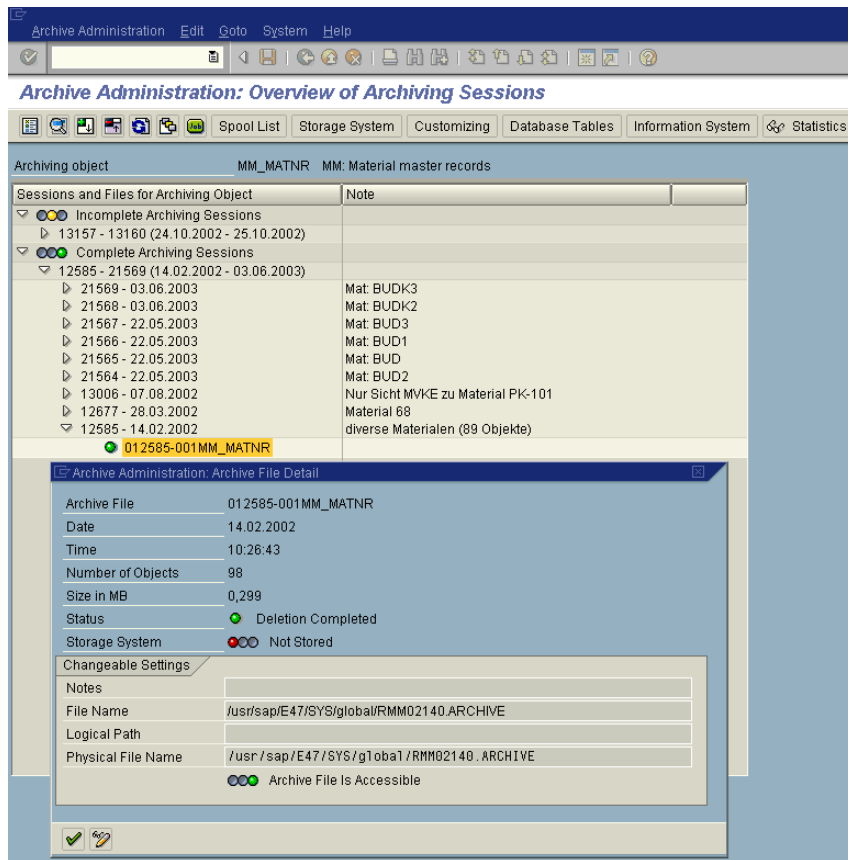 Archive Administration Edit Goto System Help
Archive Administration: Overview of Archiving Sessions
Job Spool List Storage System Customizing Database Tables Information System Statistics
Archiving object MM_MATNR MM: Material master records
Sessions and Files for Archiving Object Note
Incomplete Archiving Sessions
13157 - 13160 (24.10.2002 - 25.10.2002)
Complete Archiving Sessions
12585 - 21569 (14.02.2002 - 03.06.2003)
21569 - 03.06.2003 Mat: BUDK3
21568 - 03.06.2003 Mat: BUDK2
21567 - 22.05.2003 Mat: BUD3
21566 - 22.05.2003 Mat: BUD1
21565 - 22.05.2003 Mat: BUD
21564 - 22.05.2003 Mat: BUD2
13006 - 07.08.2002 Nur Sicht MVKE zu Material PK-101
12677 - 28.03.2002 Material 68
12585 - 14.02.2002 diverse Materialen (89 Objekte)
012585-001MM_MATNR
Archive Administration: Archive File Detail
Archive File 012585-001MM_MATNR
Date 14.02.2002
Time 10:26:43
Number of Objects 98
Size in MB 0,299
Status Deletion Completed
Storage System Not Stored
Changeable Settings
Notes
File Name /usr/sap/E47/SYS/global/RMM02140.ARCHIVE
Logical Path
Physical File Name /usr/sap/E47/SYS/global/RMM02140.ARCHIVE
Archive File Is Accessible